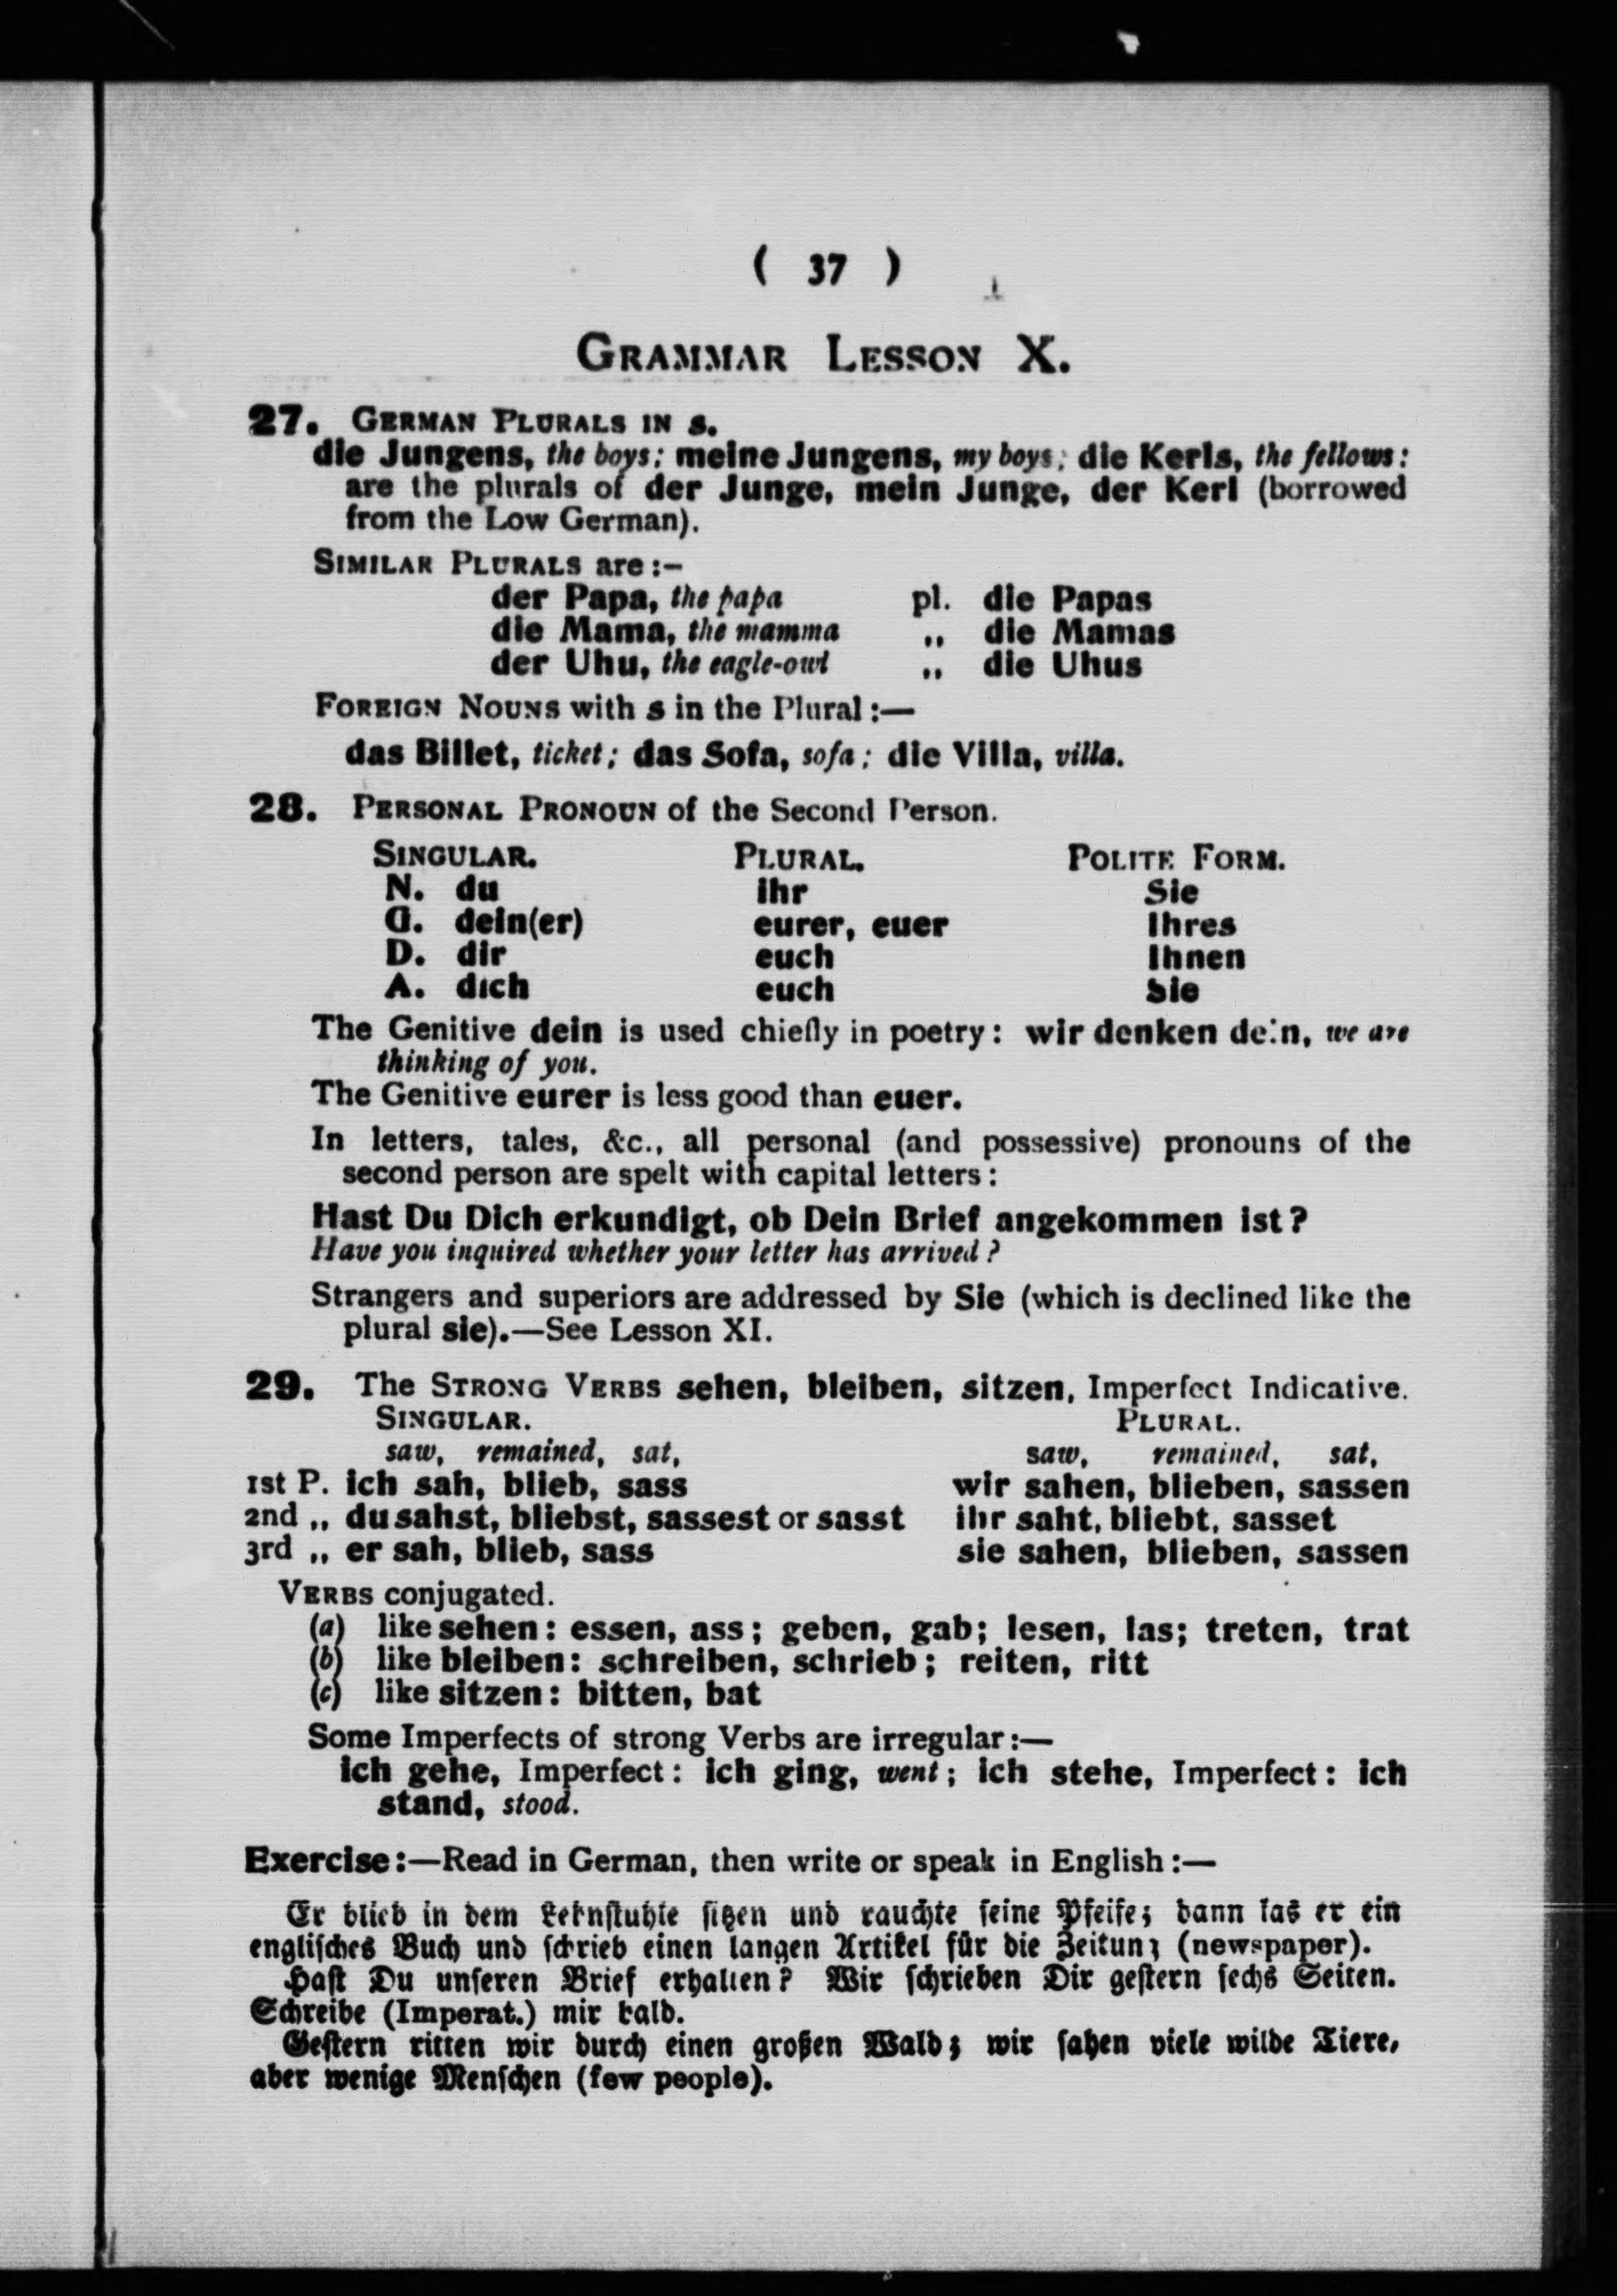 ( 37 )
GRAMMAR LESSON X.
27. GERMAN PLURALS IN s.
die Jungens, the boys; meine Jungens, my boys; die Kerls, the fellows:
are the plurals of der Junge, mein Junge, der Kerl (borrowed
from the Low German).
SIMILAR PLURALS are:—
der Papa, the papa pl. die Papas
die Mama, the mamma „ die Mamas
der Uhu, the eagle-owl „ die Uhus
FOREIGN NOUNS with s in the Plural:—
das Billet, ticket; das Sofa, sofa; die Villa, villa.
28. PERSONAL PRONOUN of the Second Person.
SINGULAR. PLURAL. POLITE FORM.
N. du ihr Sie
G. dein(er) eurer, euer Ihres
D. dir euch Ihnen
A. dich euch Sie
The Genitive dein is used chiefly in poetry: wir denken dein, we are
thinking of you.
The Genitive eurer is less good than euer.
In letters, tales, &c., all personal (and possessive) pronouns of the
second person are spelt with capital letters:
Hast Du Dich erkundigt, ob Dein Brief angekommen ist?
Have you inquired whether your letter has arrived?
Strangers and superiors are addressed by Sie (which is declined like the
plural sie).—See Lesson XI.
29. The STRONG VERBS sehen, bleiben, sitzen, Imperfect Indicative.
SINGULAR. PLURAL.
saw, remained, sat, saw, remained, sat,
1st P. ich sah, blieb, sass wir sahen, blieben, sassen
2nd „ du sahst, bliebst, sassest or sasst ihr saht, bliebt, sasset
3rd „ er sah, blieb, sass sie sahen, blieben, sassen
VERBS conjugated.
(a) like sehen: essen, ass; geben, gab; lesen, las; treten, trat
(b) like bleiben: schreiben, schrieb; reiten, ritt
(c) like sitzen: bitten, bat
Some Imperfects of strong Verbs are irregular:—
ich gehe, Imperfect: ich ging, went; ich stehe, Imperfect: ich
stand, stood.
Exercise:—Read in German, then write or speak in English:—
Er blieb in dem Lehnstuhle sitzen und rauchte seine Pfeife; dann las er ein
englisches Buch und schrieb einen langen Artikel für die Zeitung (newspaper).
Hast Du unseren Brief erhalten? Wir schrieben Dir gestern sechs Seiten.
Schreibe (Imperat.) mir bald.
Gestern ritten wir durch einen großen Wald; wir sahen viele wilde Tiere,
aber wenige Menschen (few people).